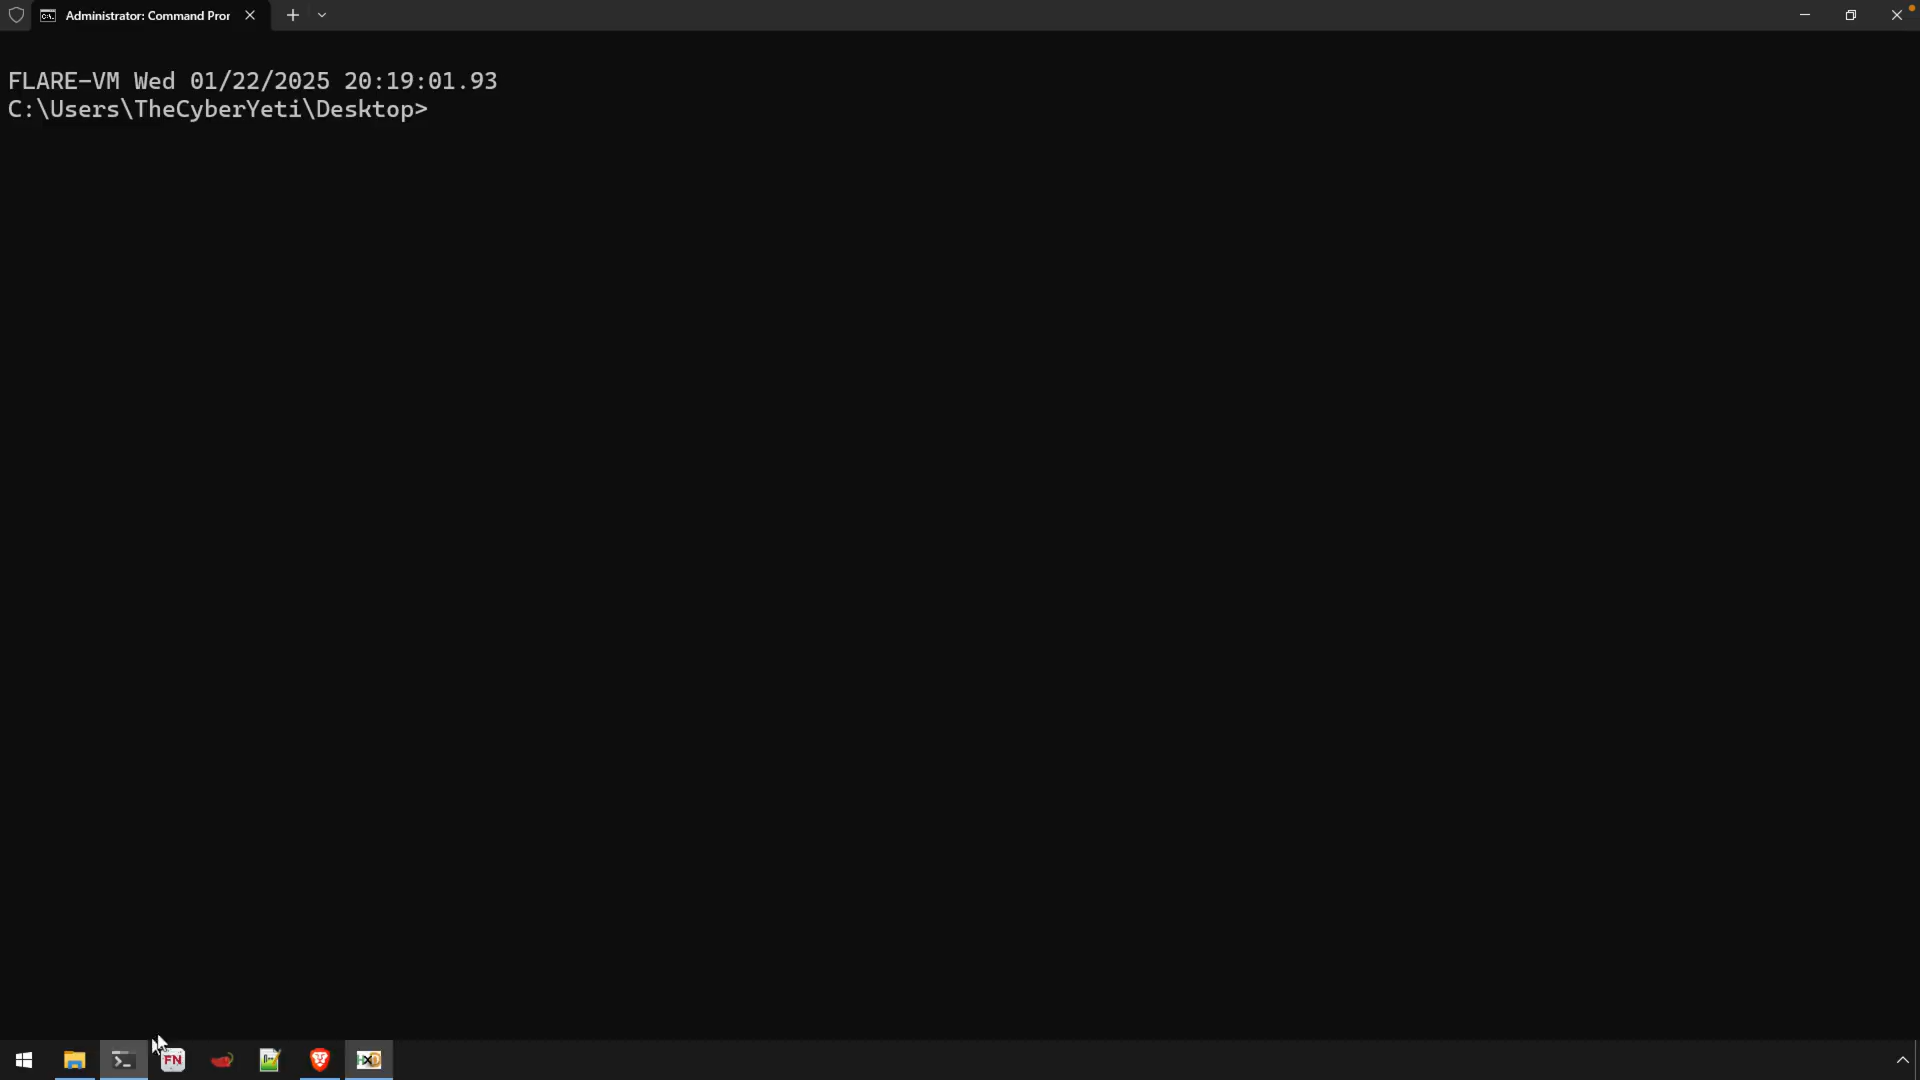 Administrator: Command Pror
FLARE-VM Wed 01/22/2025 20:19:01.93
C:\Users\TheCyberYeti\Desktop>
FN